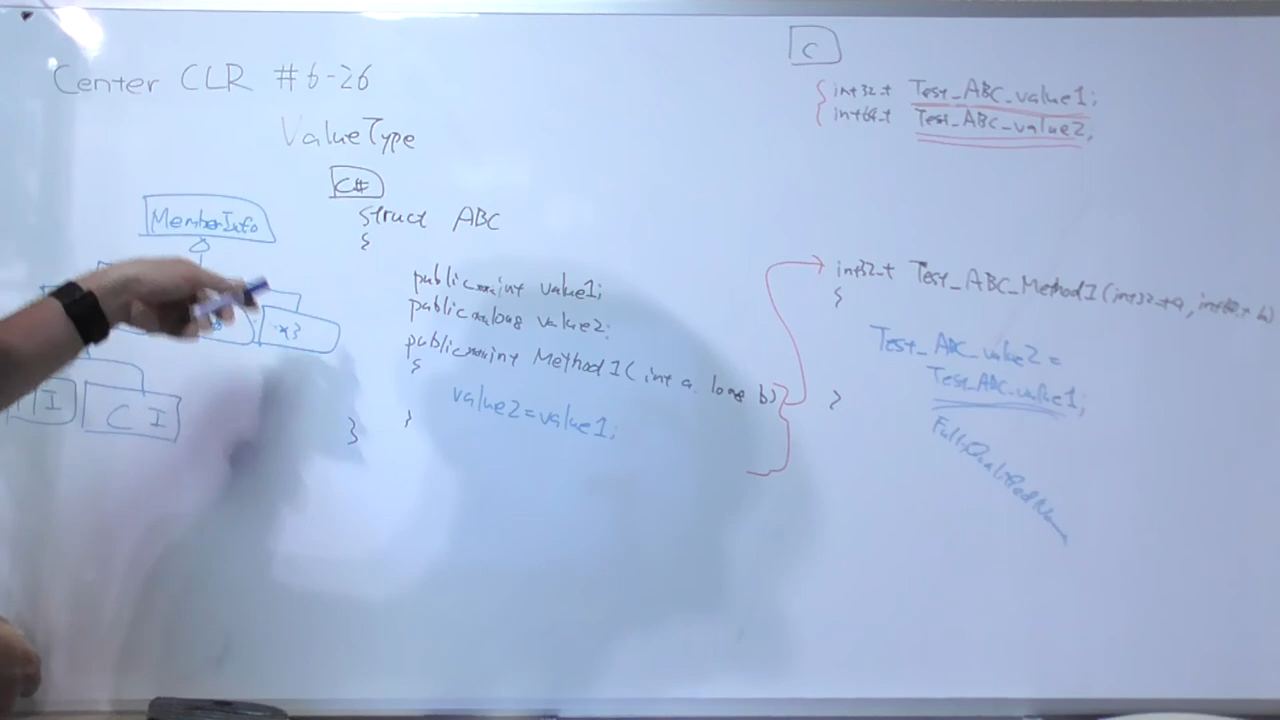 Center CLR #6-26
ValueType
C#
struct ABC
{
public int value1;
public long value2;
public int Method1(int a, long b)
{
value2=value1;
}
}
MemberInfo
I
C I
C
{ int32_t Test_ABC_value1;
int64_t Test_ABC_value2;
int32_t Test_ABC_Method1(int32_t a, int64_t b)
{
Test_ABC_value2 =
Test_ABC_value1;
}
FullyQualifiedName